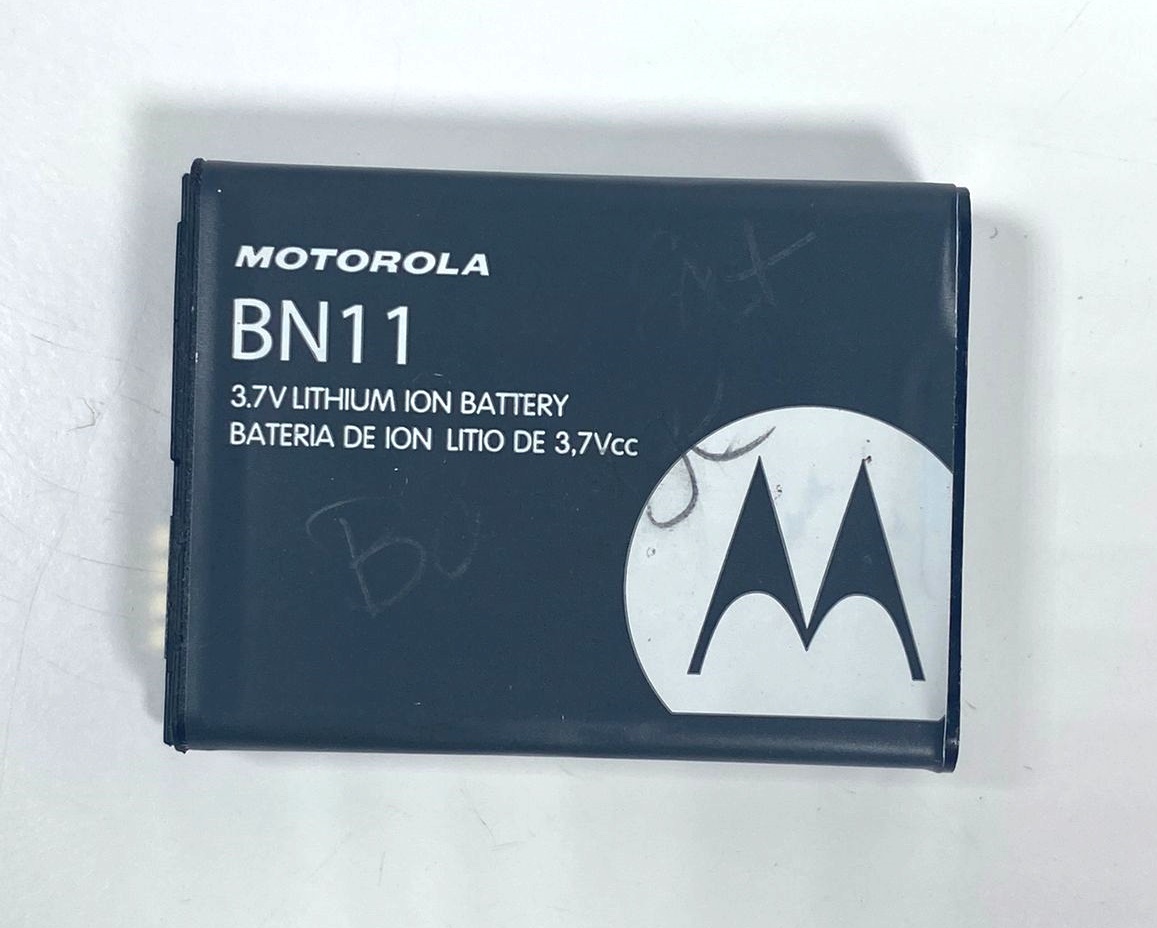 MOTOROLA
BN11
3.7V LITHIUM ION BATTERY
BATERIA DE ION LITIO DE 3,7Vcc